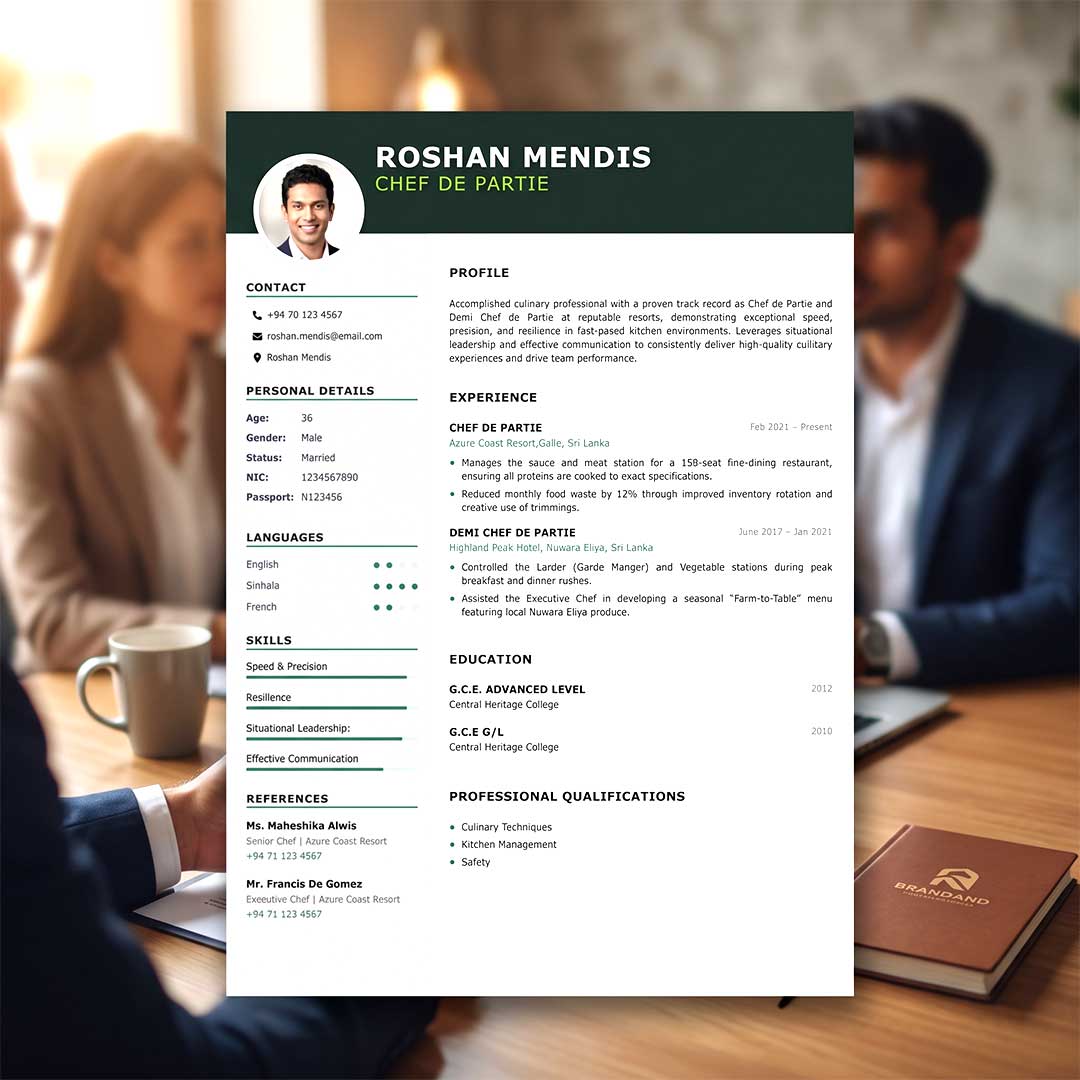 ROSHAN MENDIS
CHEF DE PARTIE
CONTACT
+94 70 123 4567
roshan.mendis@email.com
Roshan Mendis
PERSONAL DETAILS
Age: 36
Gender: Male
Status: Married
NIC: 1234567890
Passport: N123456
LANGUAGES
English
Sinhala
French
SKILLS
Speed & Precision
Resillence
Situational Leadership:
Effective Communication
REFERENCES
Ms. Maheshika Alwis
Senior Chef | Azure Coast Resort
+94 71 123 4567
Mr. Francis De Gomez
Exeeutive Chef | Azure Coast Resort
+94 71 123 4567
PROFILE
Accomplished culinary professional with a proven track record as Chef de Partie and
Demi Chef de Partie at reputable resorts, demonstrating exceptional speed,
precision, and resilience in fast-pased kitchen environments. Leverages situational
leadership and effective communication to consistently deliver high-quality cullitary
experiences and drive team performance.
EXPERIENCE
CHEF DE PARTIE Feb 2021 – Present
Azure Coast Resort,Galle, Sri Lanka
• Manages the sauce and meat station for a 150-seat fine-dining restaurant,
ensuring all proteins are cooked to exact specifications.
• Reduced monthly food waste by 12% through improved inventory rotation and
creative use of trimmings.
DEMI CHEF DE PARTIE June 2017 – Jan 2021
Highland Peak Hotel, Nuwara Eliya, Sri Lanka
• Controlled the Larder (Garde Manger) and Vegetable stations during peak
breakfast and dinner rushes.
• Assisted the Executive Chef in developing a seasonal “Farm-to-Table” menu
featuring local Nuwara Eliya produce.
EDUCATION
G.C.E. ADVANCED LEVEL 2012
Central Heritage College
G.C.E G/L 2010
Central Heritage College
PROFESSIONAL QUALIFICATIONS
• Culinary Techniques
• Kitchen Management
• Safety
BRANDAND